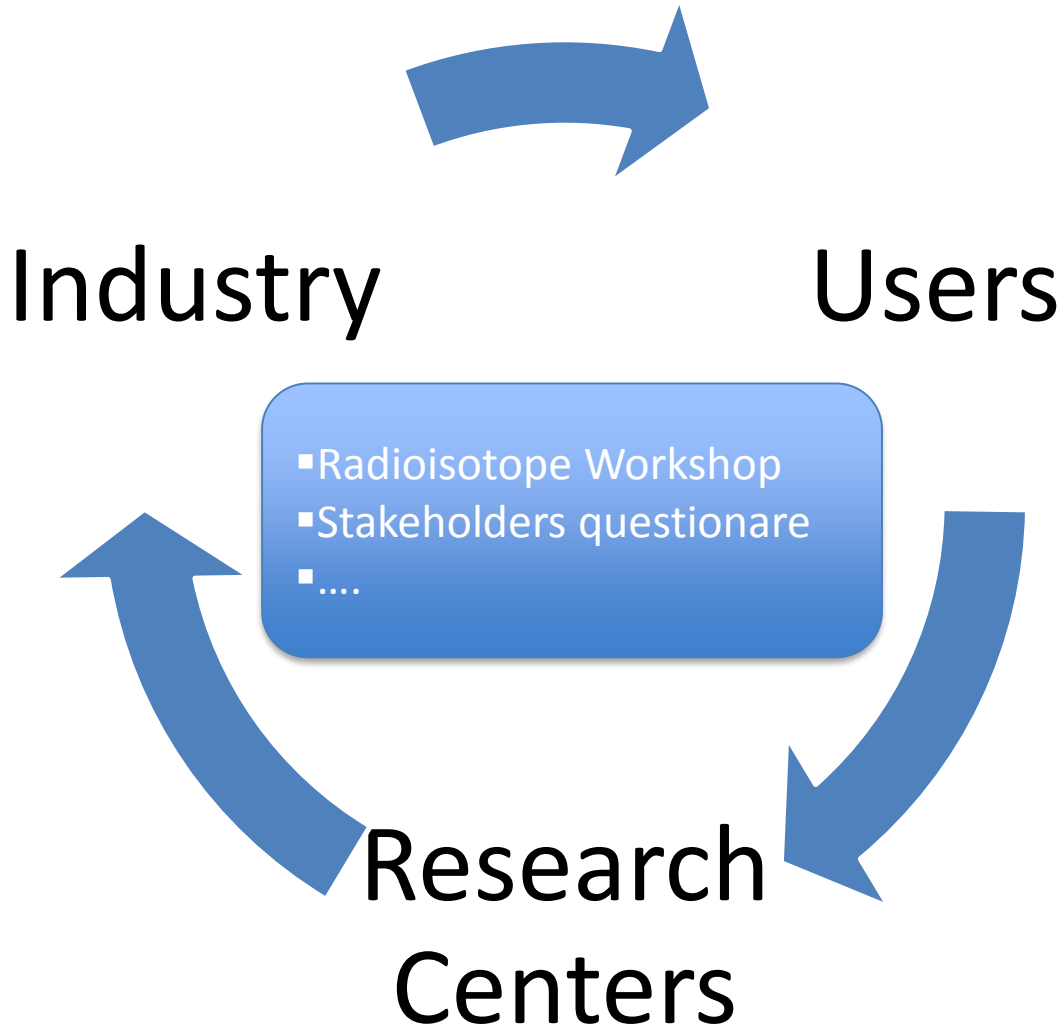 Industry
Users
▪Radioisotope Workshop
▪Stakeholders questionare
▪....
Research
Centers